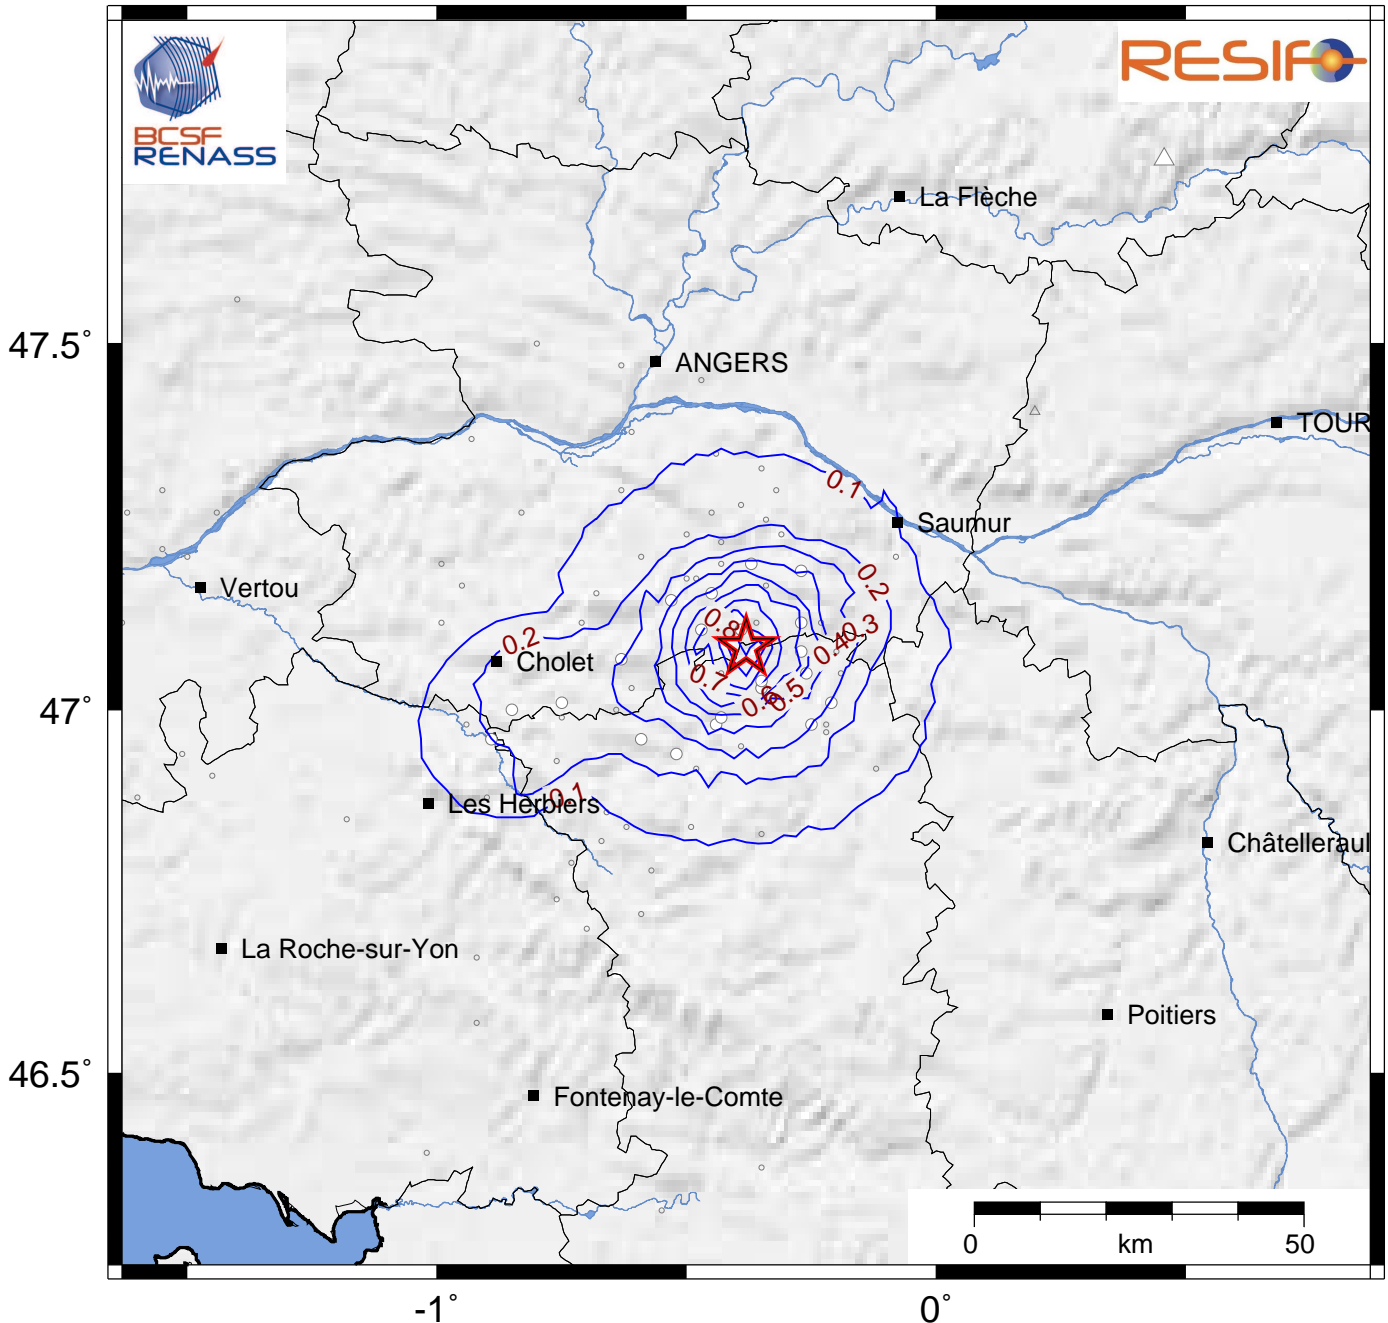 BCSF
RENASS
RESIF
La Flèche
47.5°
ANGERS
TOUR
0.1
Saumur
0.2
Vertou
0.8
0.3
0.2
0.4
Cholet
0.7
0.5
0.6
47°
0.1
Les Herbiers
Châtelleraul
La Roche-sur-Yon
Poitiers
46.5°
Fontenay-le-Comte
0
km
50
-1°
0°